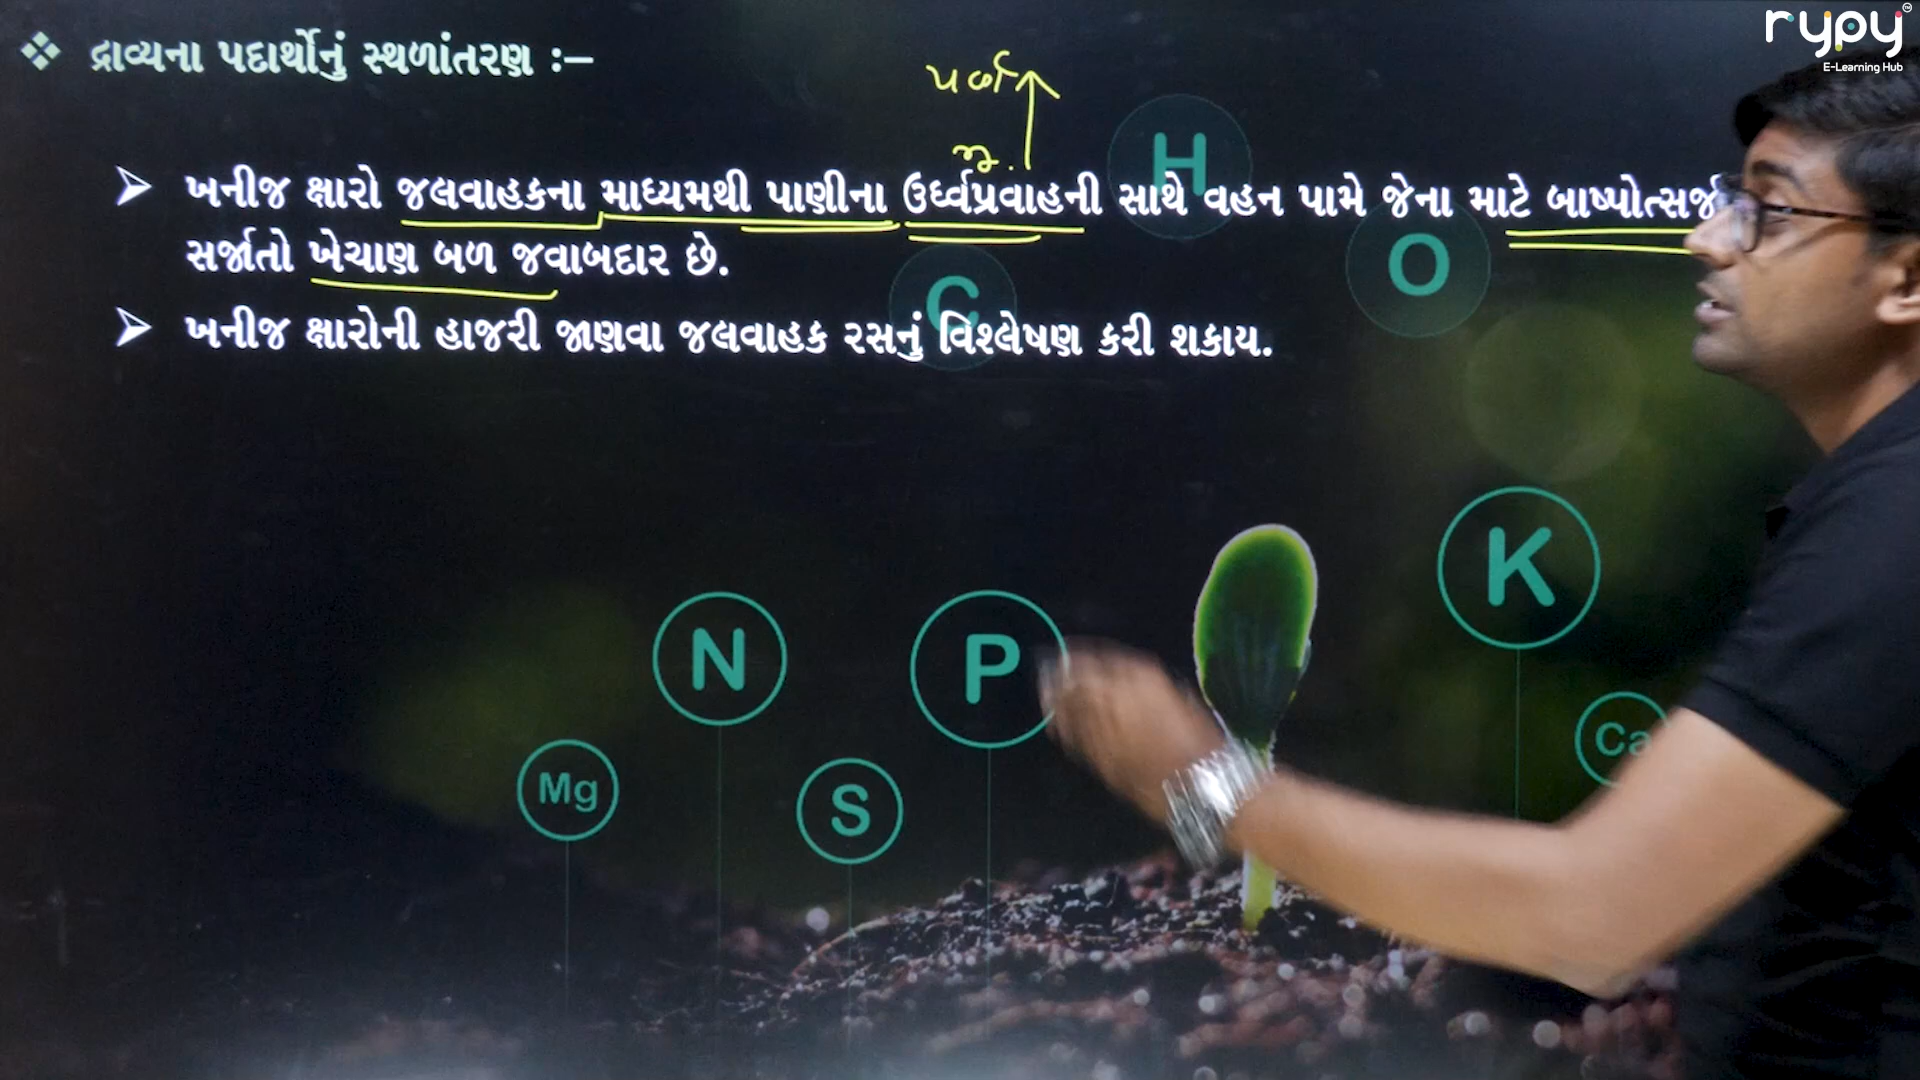 rypy
TM
E-Learning Hub
❖ દ્રાવ્યના પદાર્થોનું સ્થળાંતરણ :–
પર્ણ
મૂ.
➢ ખનીજ ક્ષારો જલવાહકના માધ્યમથી પાણીના ઉર્ધ્વપ્રવાહની સાથે વહન પામે જેના માટે
સર્જાતો ખેચાણ બળ જવાબદાર છે.
➢ ખનીજ ક્ષારોની હાજરી જાણવા જલવાહક રસનું વિશ્લેષણ કરી શકાય.
H
O
C
K
N
P
Ca
Mg
S